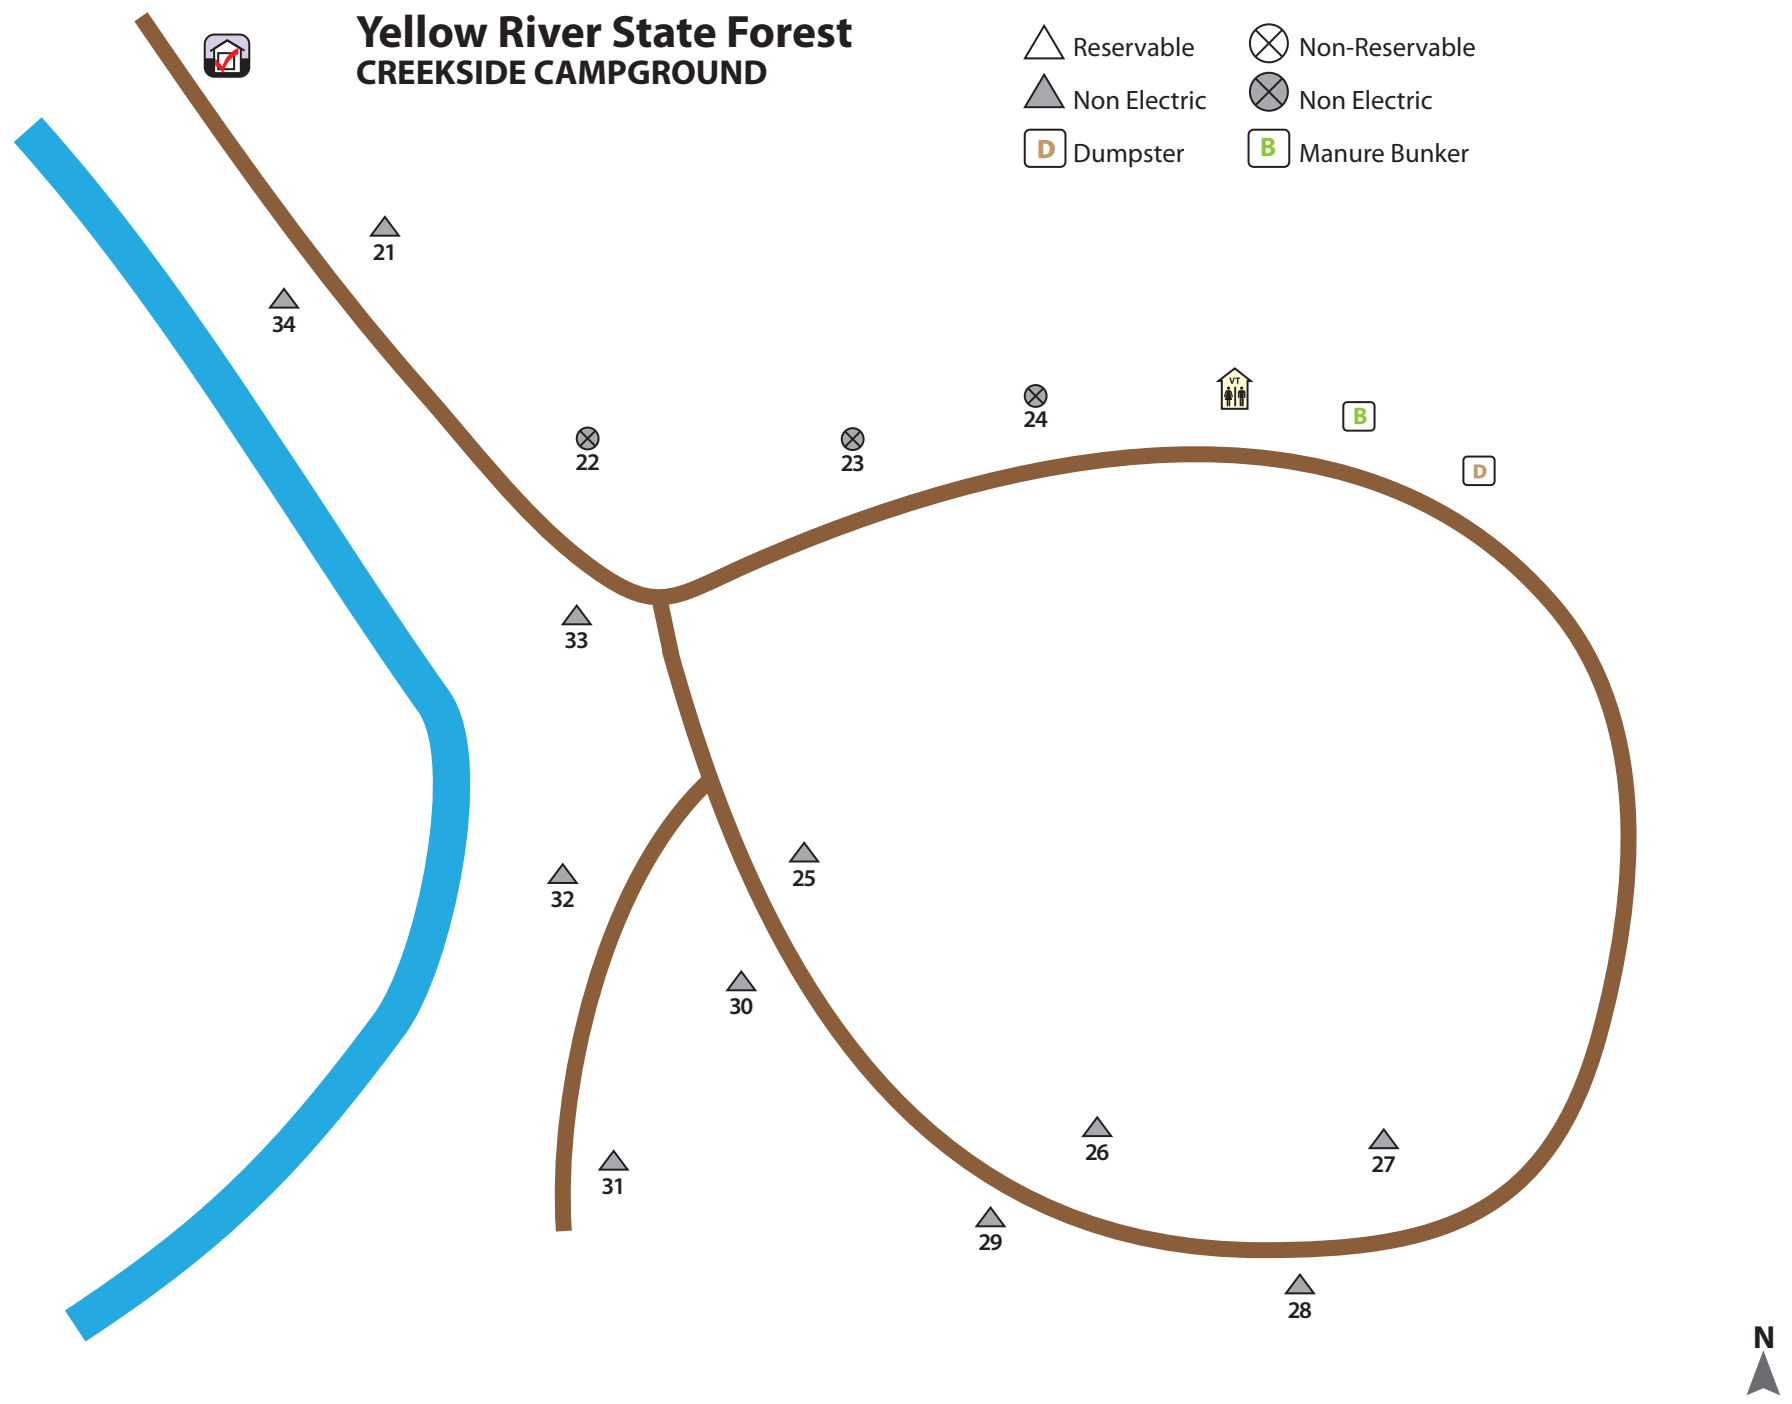 Yellow River State Forest
CREEKSIDE CAMPGROUND
Reservable
Non-Reservable
Non Electric
Non Electric
D Dumpster
B Manure Bunker
21
34
VT
24
B
22
23
D
33
25
32
30
26
27
31
29
28
N